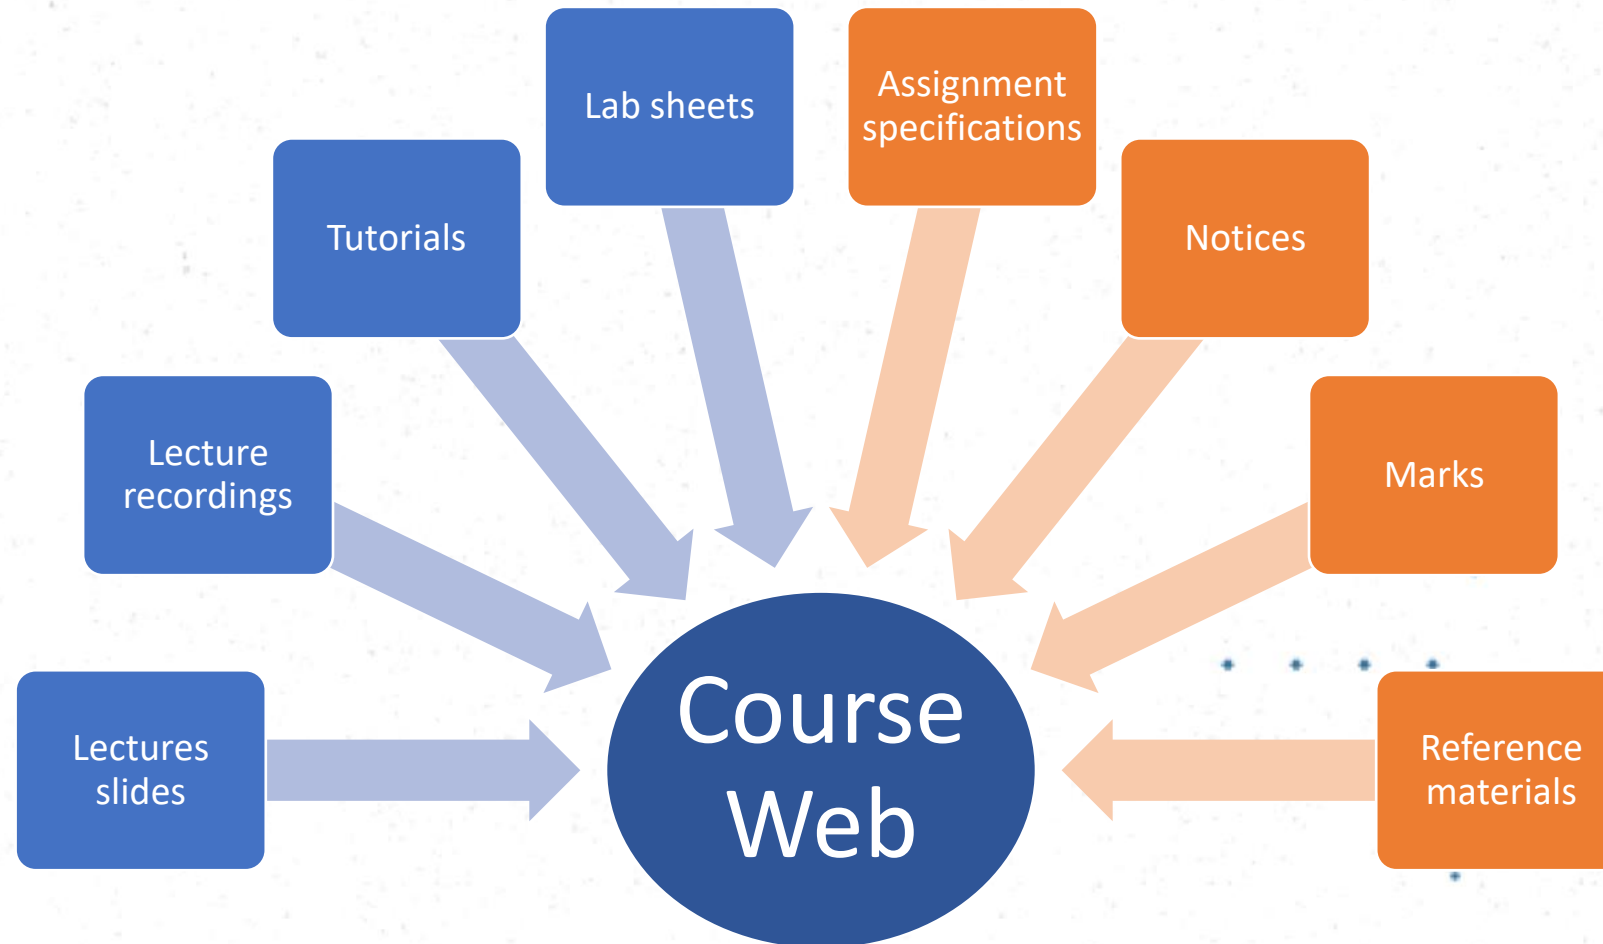 Lab sheets
Assignment
specifications
Tutorials
Notices
Lecture
recordings
Marks
Course
Web
Lectures
slides
Reference
materials